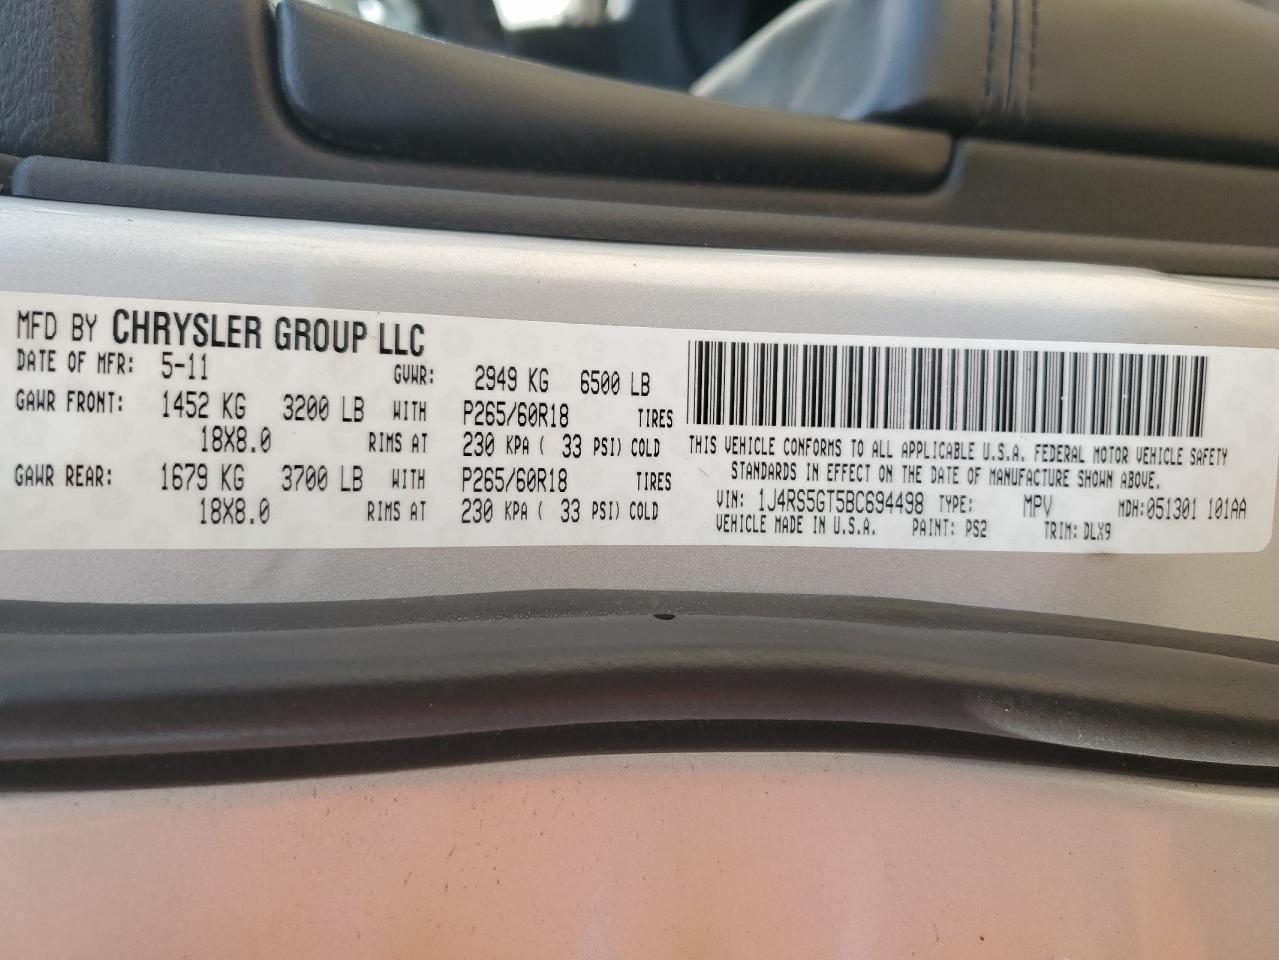 MFD BY CHRYSLER GROUP LLC
DATE OF MFR: 5-11 GVWR: 2949 KG 6500 LB
GAWR FRONT: 1452 KG 3200 LB WITH P265/60R18 TIRES
18X8.0 RIMS AT 230 KPA ( 33 PSI) COLD
GAWR REAR: 1679 KG 3700 LB WITH P265/60R18 TIRES
18X8.0 RIMS AT 230 KPA ( 33 PSI) COLD
THIS VEHICLE CONFORMS TO ALL APPLICABLE U.S.A. FEDERAL MOTOR VEHICLE SAFETY
STANDARDS IN EFFECT ON THE DATE OF MANUFACTURE SHOWN ABOVE.
VIN: 1J4RS5GT5BC694498 TYPE: MPV MDH:051301 101AA
VEHICLE MADE IN U.S.A. PAINT: PS2 TRIM: DLX9